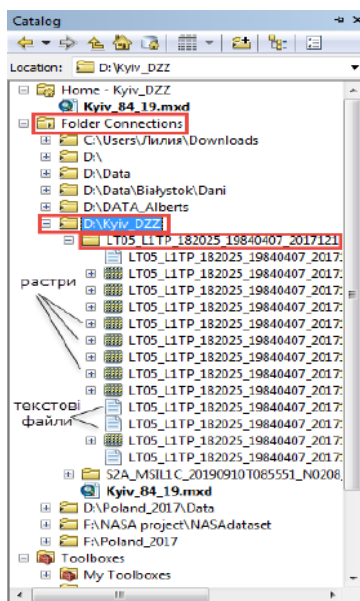 Catalog
Location: D:\Kyiv_DZZ
Home - Kyiv_DZZ
Kyiv_84_19.mxd
Folder Connections
C:\Users\Лилия\Downloads
D:\
D:\Data
D:\Data\Białystok\Dani
D:\DATA_Alberts
D:\Kyiv_DZZ
LT05_L1TP_182025_19840407_2017121
LT05_L1TP_182025_19840407_2017:
LT05_L1TP_182025_19840407_2017:
растри
LT05_L1TP_182025_19840407_2017:
LT05_L1TP_182025_19840407_2017:
LT05_L1TP_182025_19840407_2017:
LT05_L1TP_182025_19840407_2017:
LT05_L1TP_182025_19840407_2017:
LT05_L1TP_182025_19840407_2017:
текстові
файли
LT05_L1TP_182025_19840407_2017:
LT05_L1TP_182025_19840407_2017:
LT05_L1TP_182025_19840407_2017:
LT05_L1TP_182025_19840407_2017:
S2A_MSIL1C_20190910T085551_N0208_
Kyiv_84_19.mxd
D:\Poland_2017\Data
F:\NASA project\NASAdataset
F:\Poland_2017
Toolboxes
My Toolboxes